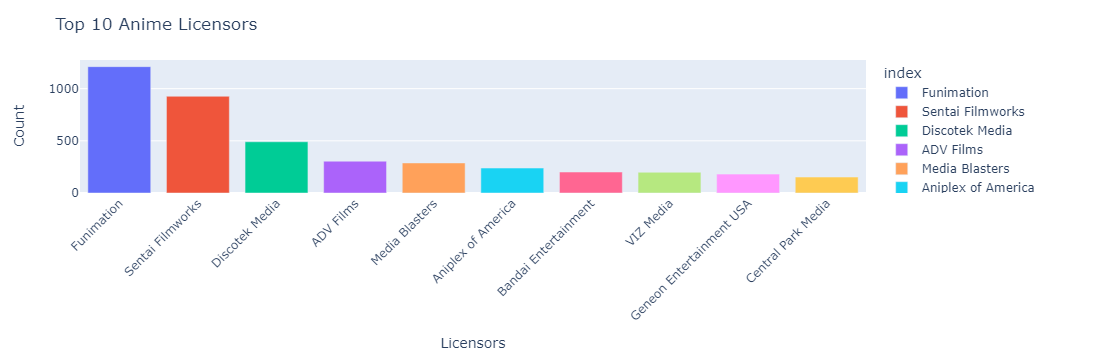 Top 10 Anime Licensors
Count
1000
500
0
Funimation
Sentai Filmworks
Discotek Media
ADV Films
Media Blasters
Aniplex of America
Bandai Entertainment
VIZ Media
Geneon Entertainment USA
Central Park Media
Licensors
index
Funimation
Sentai Filmworks
Discotek Media
ADV Films
Media Blasters
Aniplex of America